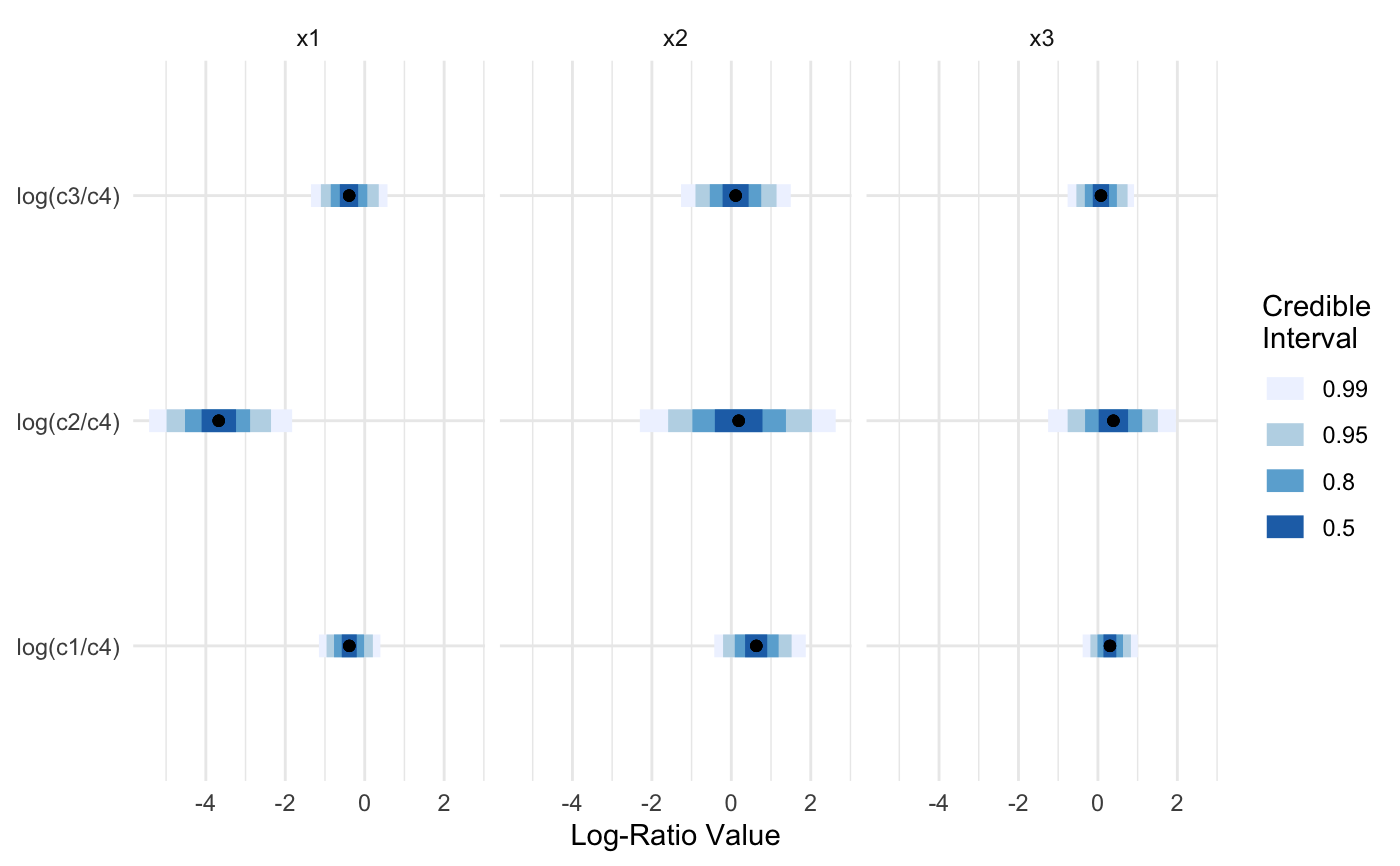 x1 x2 x3
log(c3/c4)
log(c2/c4)
log(c1/c4)
-4 -2 0 2 -4 -2 0 2 -4 -2 0 2
Log-Ratio Value
Credible
Interval
0.99
0.95
0.8
0.5